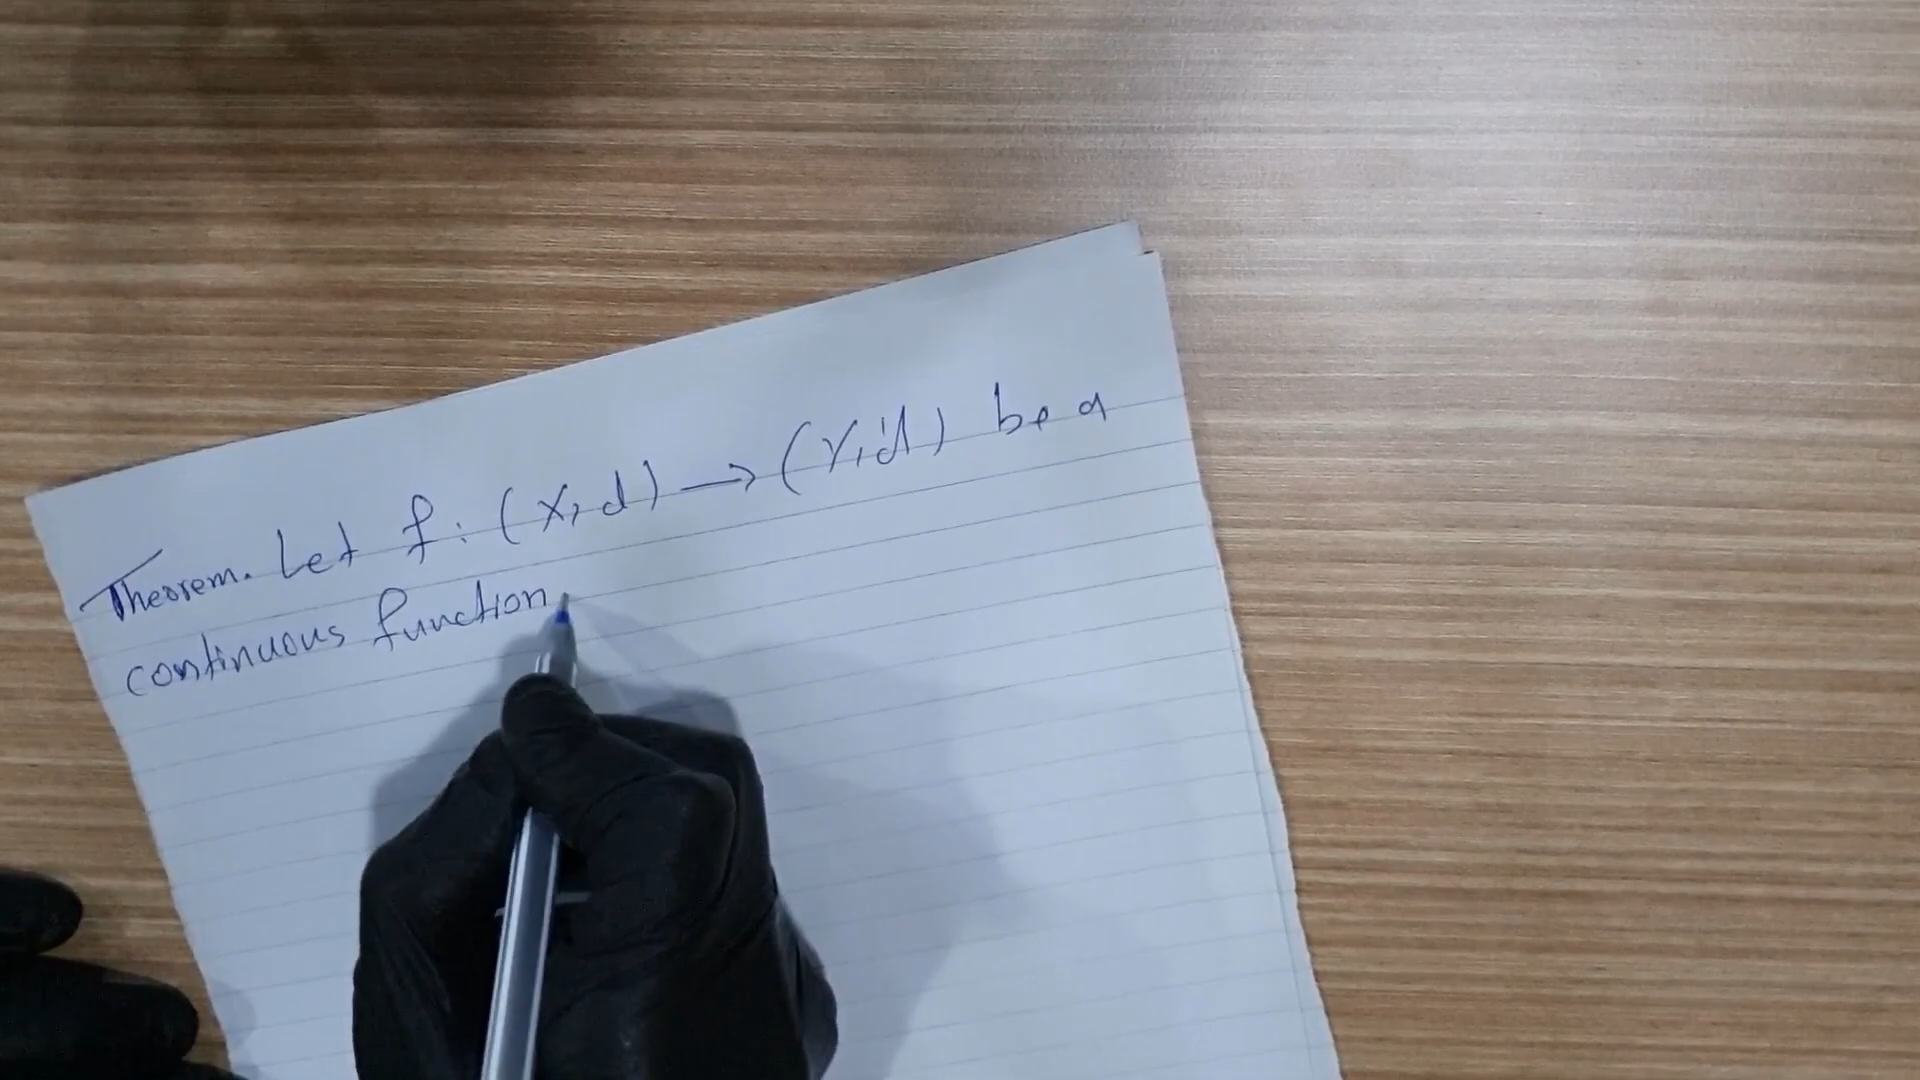 Theorem. Let f: (X, d) → (Y, d') be a
continuous function.